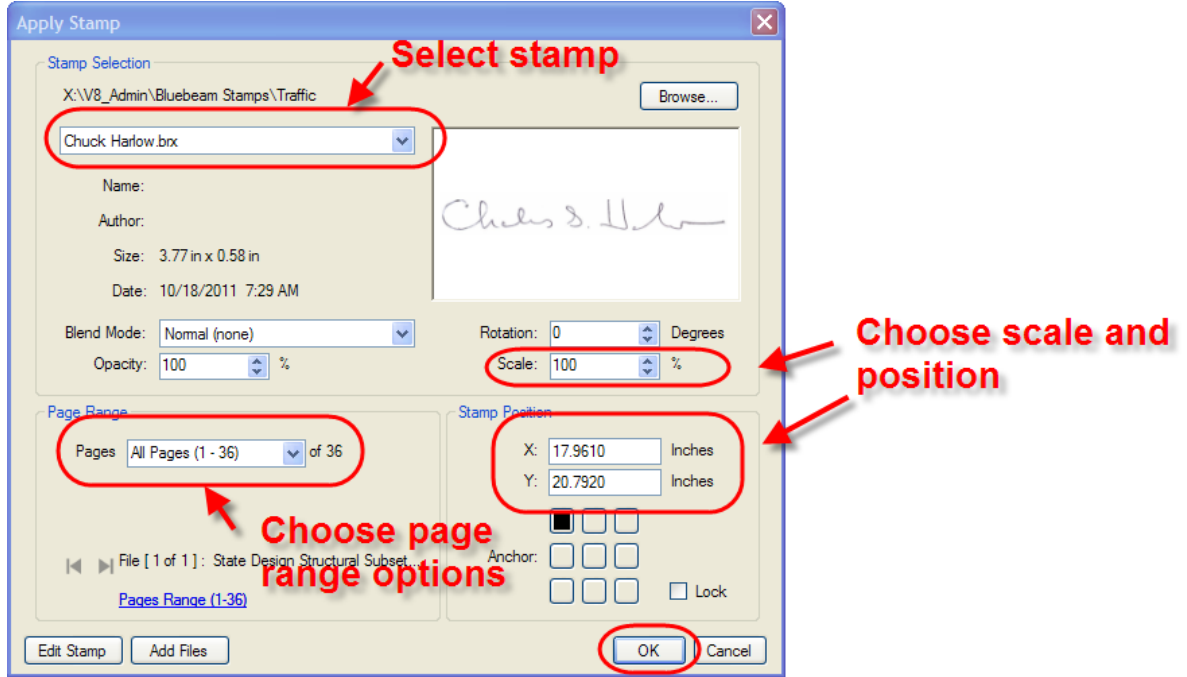 Apply Stamp
Select stamp
Stamp Selection
X:\V8_Admin\Bluebeam Stamps\Traffic
Browse...
Chuck Harlow.brx
Name:
Author:
Size: 3.77 in x 0.58 in
Date: 10/18/2011 7:29 AM
Blend Mode: Normal (none)
Rotation: 0 Degrees
Opacity: 100 %
Scale: 100 %
Choose scale and
position
Page Range
Pages All Pages (1 - 36) of 36
Stamp Position
X: 17.9610 Inches
Y: 20.7920 Inches
Choose page
range options
Anchor:
File [ 1 of 1 ] : State Design Structural Subset...
Lock
Pages Range (1-36)
Edit Stamp
Add Files
OK
Cancel